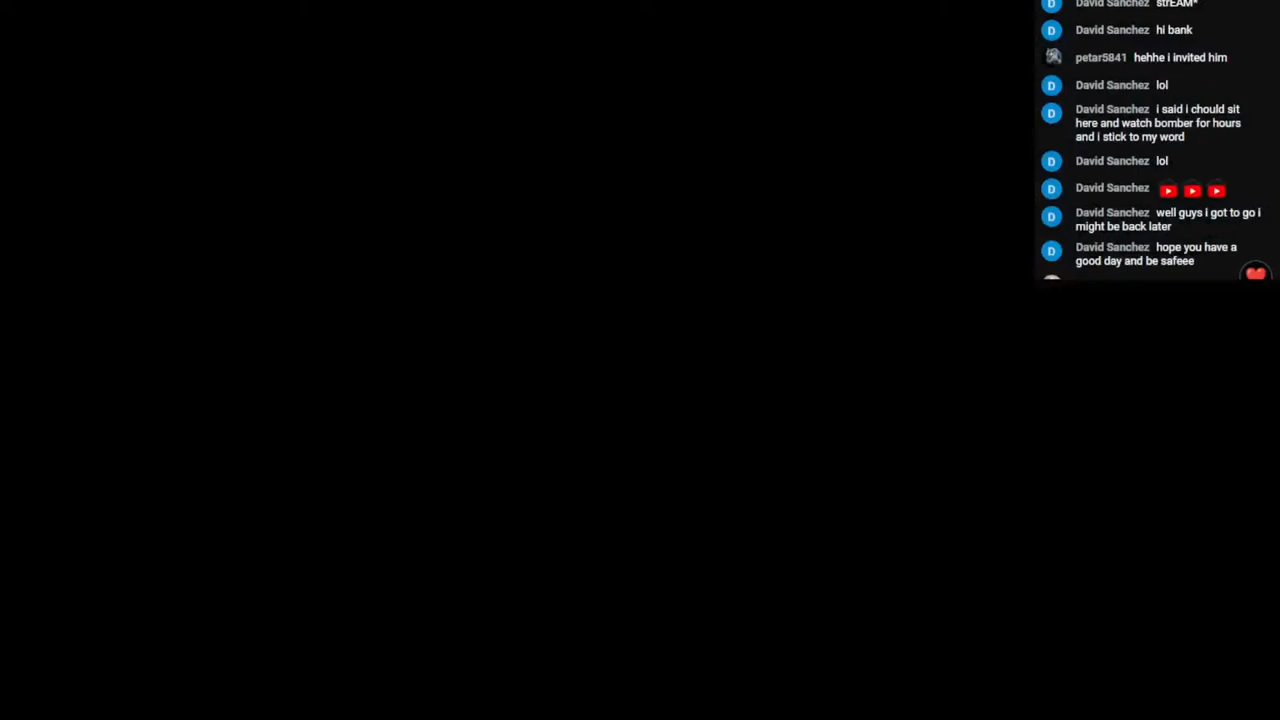 David Sanchez strEAM*
David Sanchez hi bank
petar5841 hehhe i invited him
David Sanchez lol
David Sanchez i said i chould sit
here and watch bomber for hours
and i stick to my word
David Sanchez lol
David Sanchez
David Sanchez well guys i got to go i
might be back later
David Sanchez hope you have a
good day and be safeee